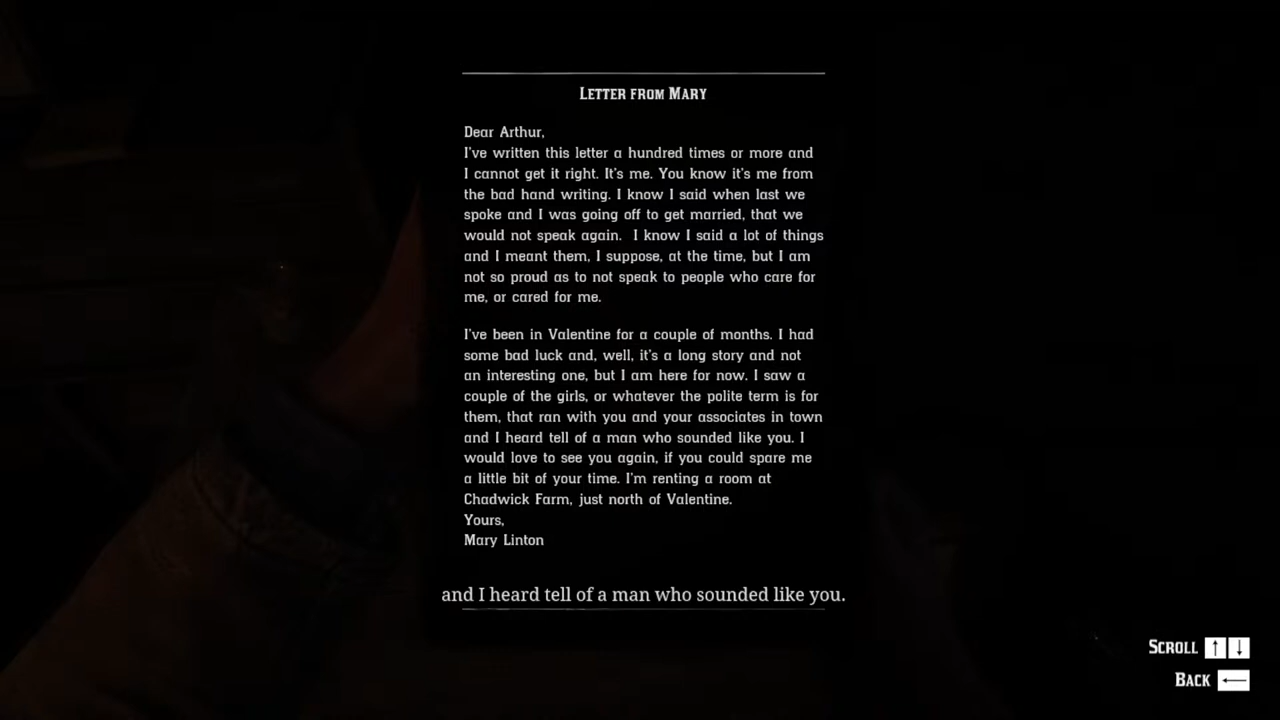 LETTER FROM MARY
Dear Arthur,
I've written this letter a hundred times or more and
I cannot get it right. It's me. You know it's me from
the bad hand writing. I know I said when last we
spoke and I was going off to get married, that we
would not speak again.  I know I said a lot of things
and I meant them, I suppose, at the time, but I am
not so proud as to not speak to people who care for
me, or cared for me.
I've been in Valentine for a couple of months. I had
some bad luck and, well, it's a long story and not
an interesting one, but I am here for now. I saw a
couple of the girls, or whatever the polite term is for
them, that ran with you and your associates in town
and I heard tell of a man who sounded like you. I
would love to see you again, if you could spare me
a little bit of your time. I'm renting a room at
Chadwick Farm, just north of Valentine.
Yours,
Mary Linton
and I heard tell of a man who sounded like you.
SCROLL ↑ ↓
BACK ←